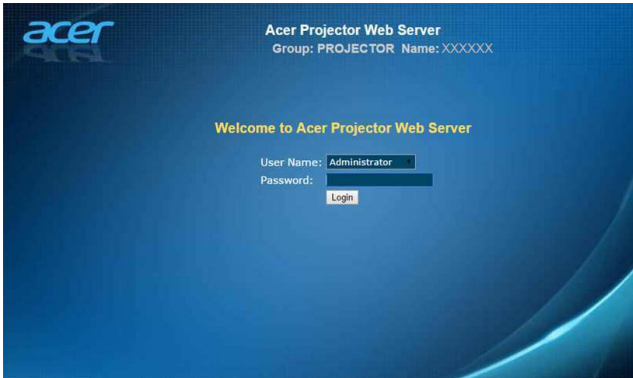 acer
Acer Projector Web Server
Group: PROJECTOR Name: XXXXXX
Welcome to Acer Projector Web Server
User Name: Administrator
Password:
Login